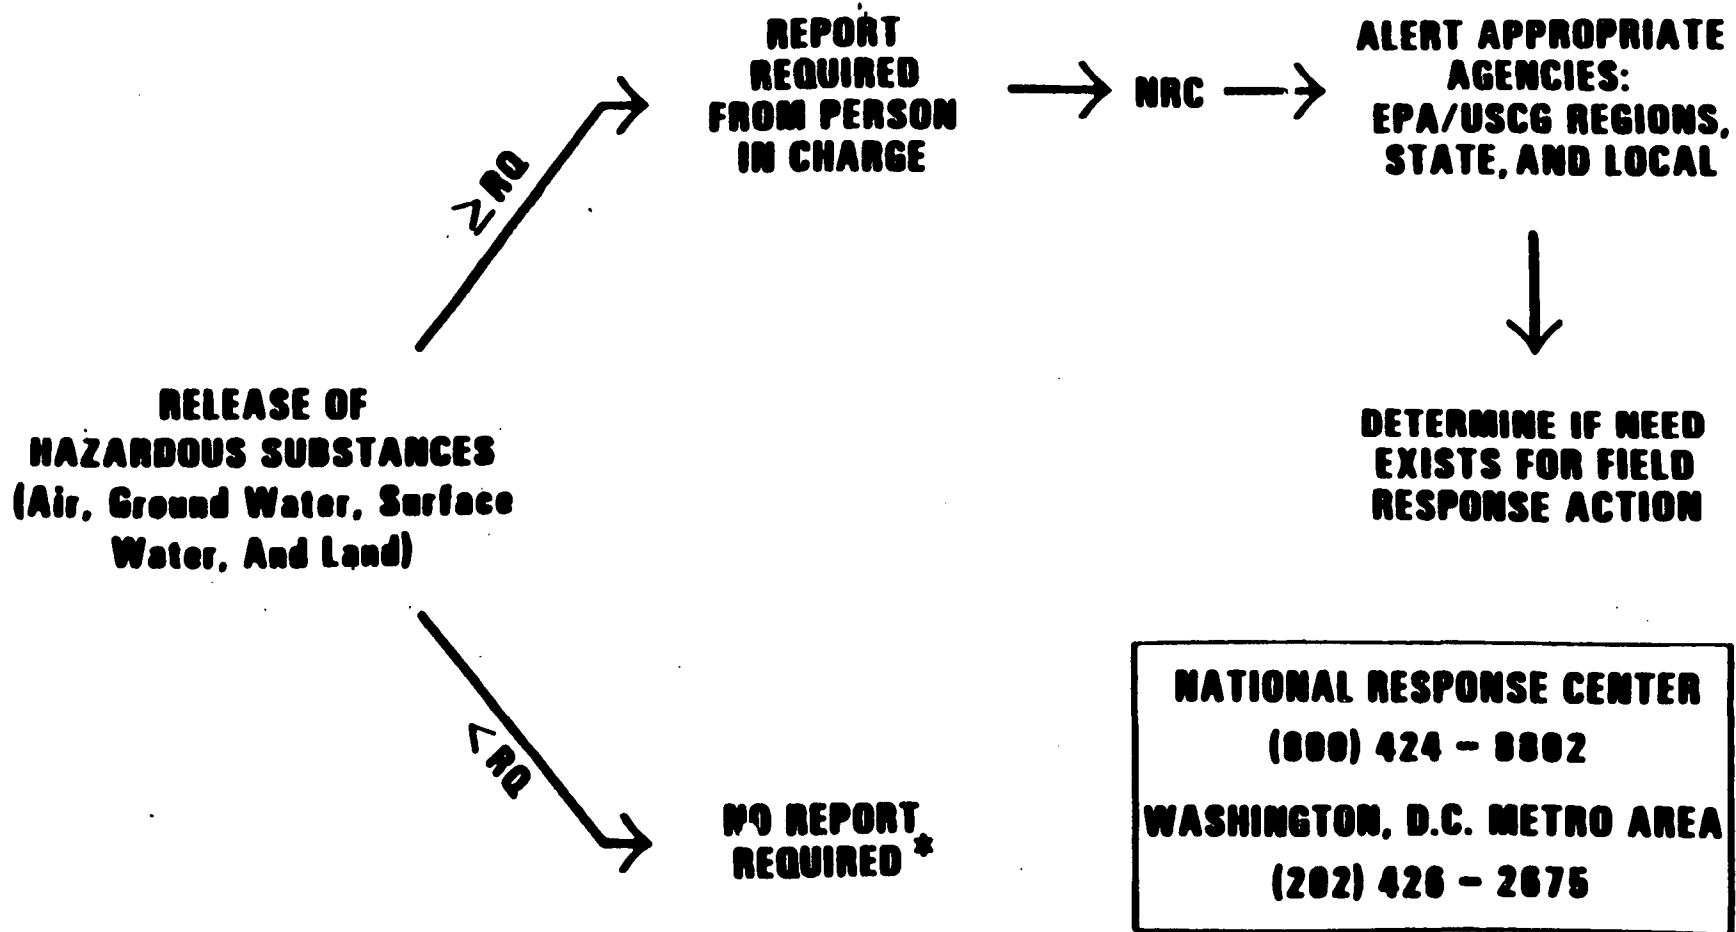 REPORT
REQUIRED
FROM PERSON
IN CHARGE
NRC
ALERT APPROPRIATE
AGENCIES:
EPA/USCG REGIONS,
STATE, AND LOCAL
≥ RQ
RELEASE OF
HAZARDOUS SUBSTANCES
(Air, Ground Water, Surface
Water, And Land)
DETERMINE IF NEED
EXISTS FOR FIELD
RESPONSE ACTION
< RQ
NO REPORT
REQUIRED *
NATIONAL RESPONSE CENTER
(800) 424 - 8802
WASHINGTON, D.C. METRO AREA
(202) 426 - 2675